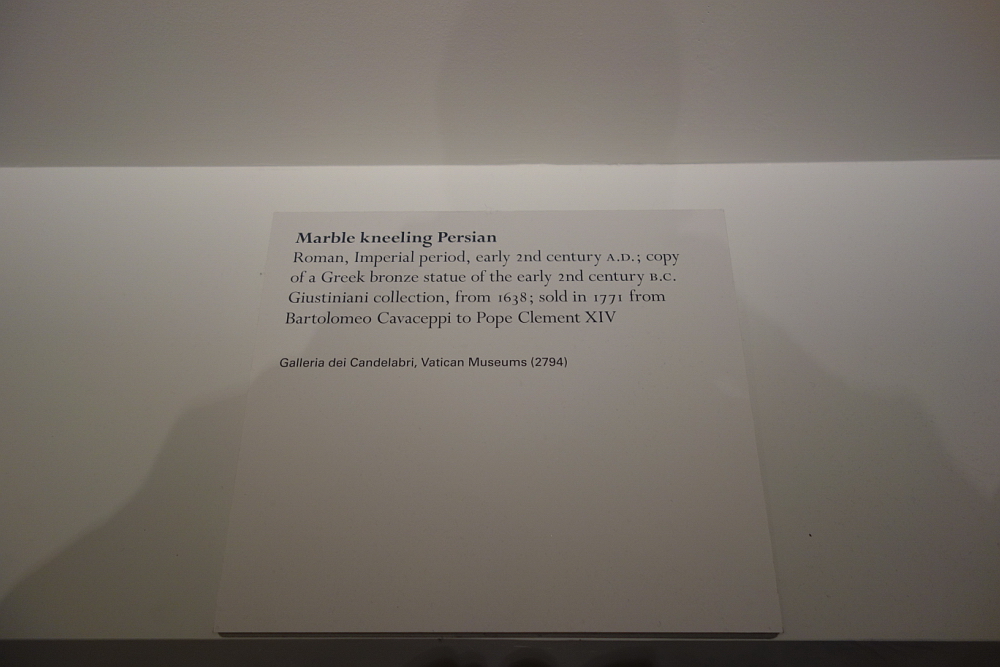 Marble kneeling Persian
Roman, Imperial period, early 2nd century A.D.; copy
of a Greek bronze statue of the early 2nd century B.C.
Giustiniani collection, from 1638; sold in 1771 from
Bartolomeo Cavaceppi to Pope Clement XIV
Galleria dei Candelabri, Vatican Museums (2794)